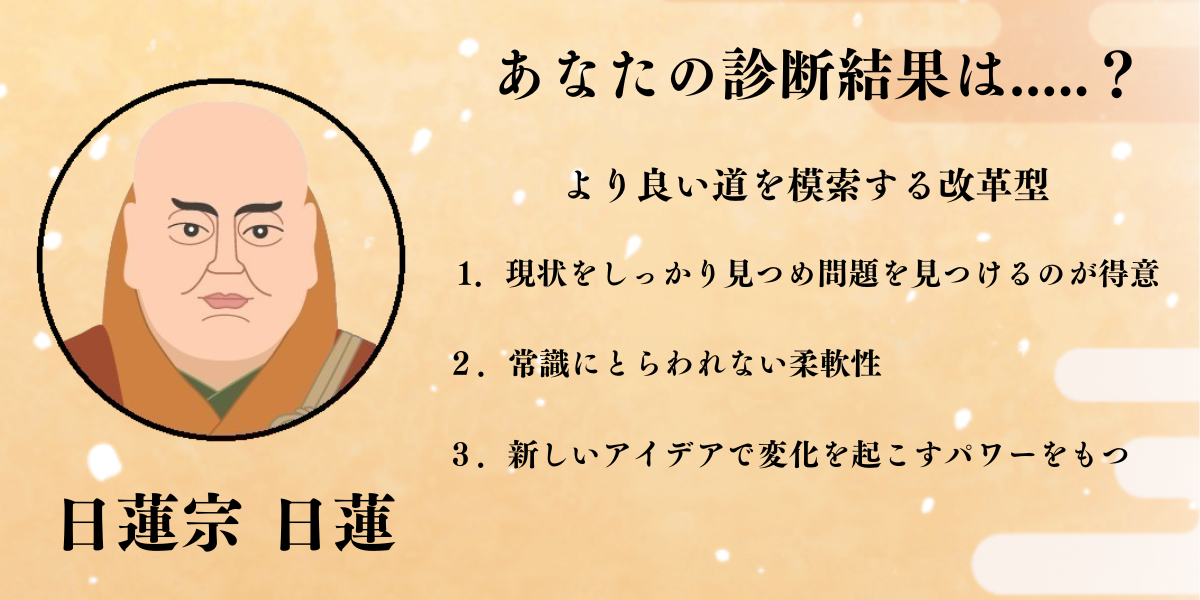 あなたの診断結果は.....？
より良い道を模索する改革型
1．現状をしっかり見つめ問題を見つけるのが得意
2．常識にとらわれない柔軟性
3．新しいアイデアで変化を起こすパワーをもつ
日蓮宗 日蓮